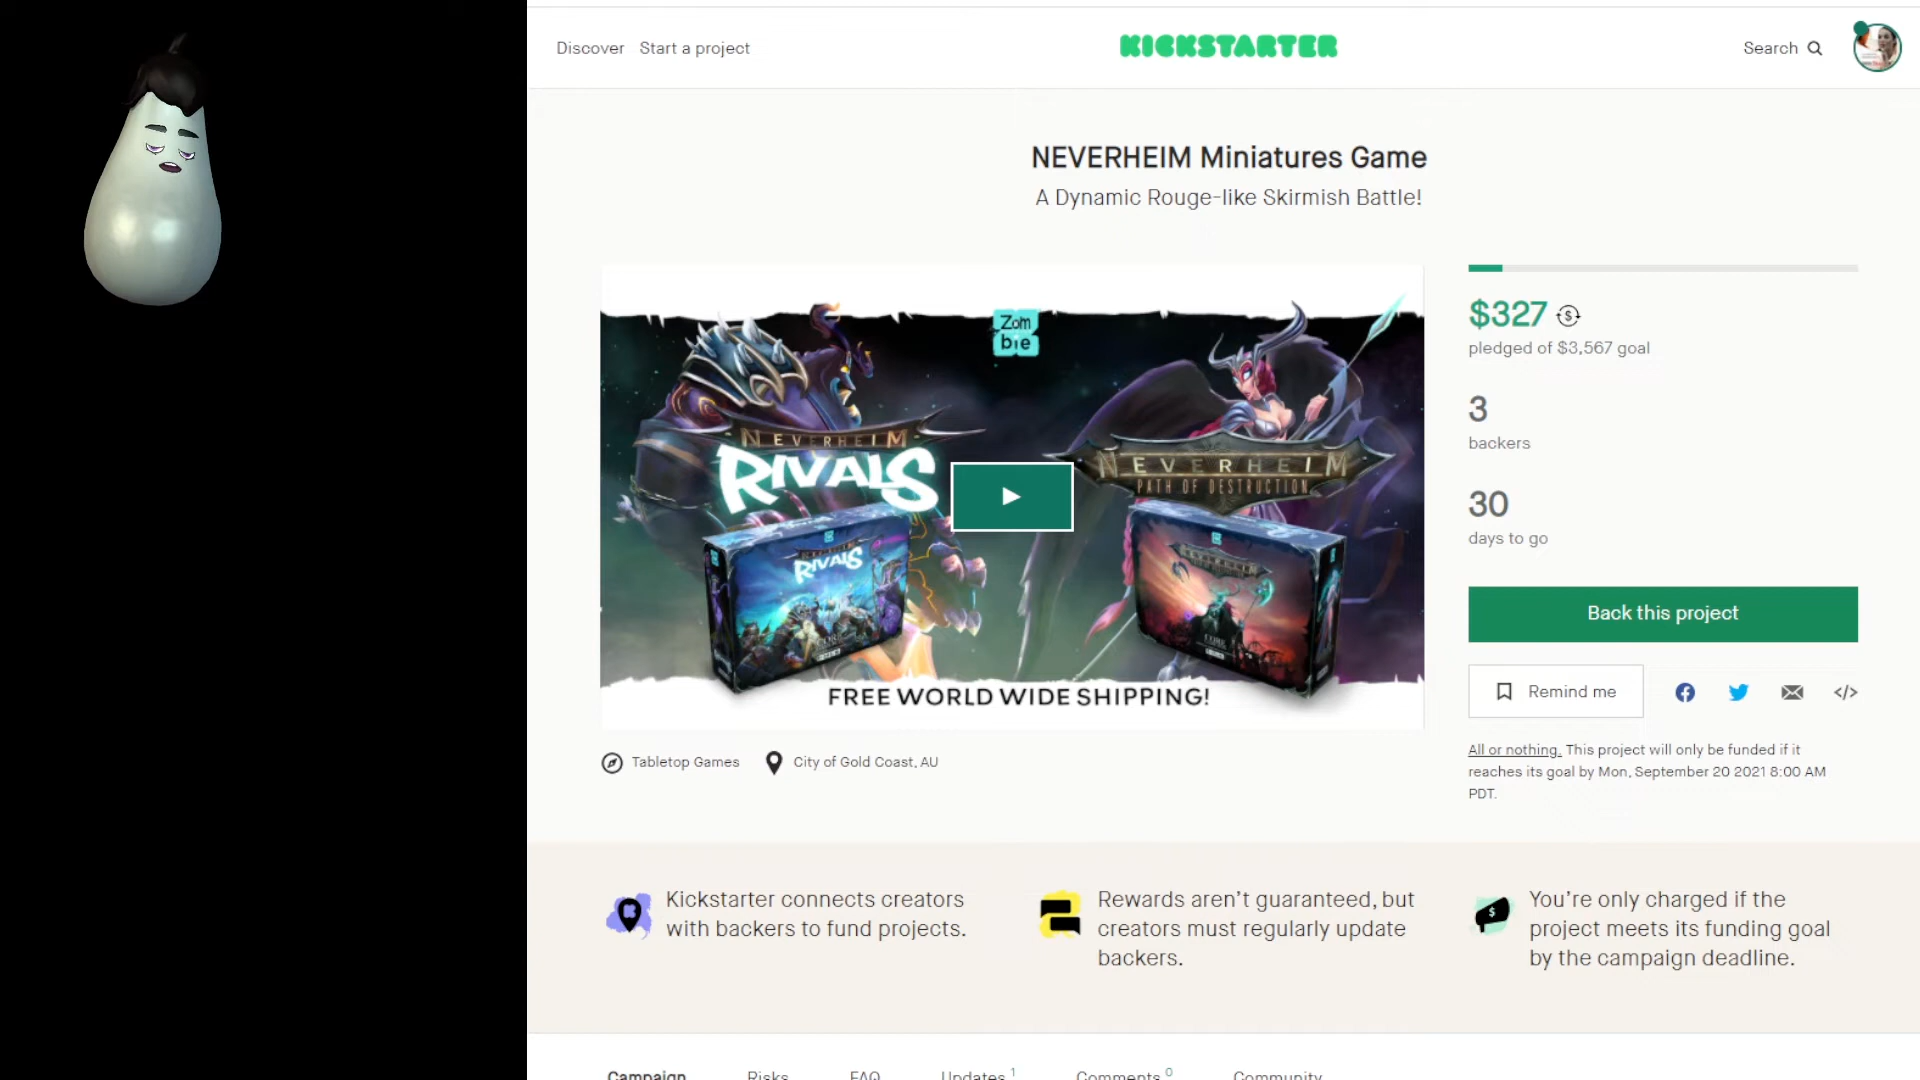 Discover Start a project
KICKSTARTER
Search
NEVERHEIM Miniatures Game
A Dynamic Rouge-like Skirmish Battle!
Zom
bie
NEVERHEIM
RIVALS
NEVERHEIM
PATH OF DESTRUCTION
NEVERHEIM
RIVALS
CORE
NEVERHEIM
CORE
FREE WORLD WIDE SHIPPING!
$327
pledged of $3,567 goal
3
backers
30
days to go
Back this project
Remind me
</>
All or nothing. This project will only be funded if it
reaches its goal by Mon, September 20 2021 8:00 AM
PDT.
Tabletop Games
City of Gold Coast, AU
Kickstarter connects creators
with backers to fund projects.
Rewards aren't guaranteed, but
creators must regularly update
backers.
You're only charged if the
project meets its funding goal
by the campaign deadline.
Campaign Risks FAQ Updates 1 Comments 0 Community